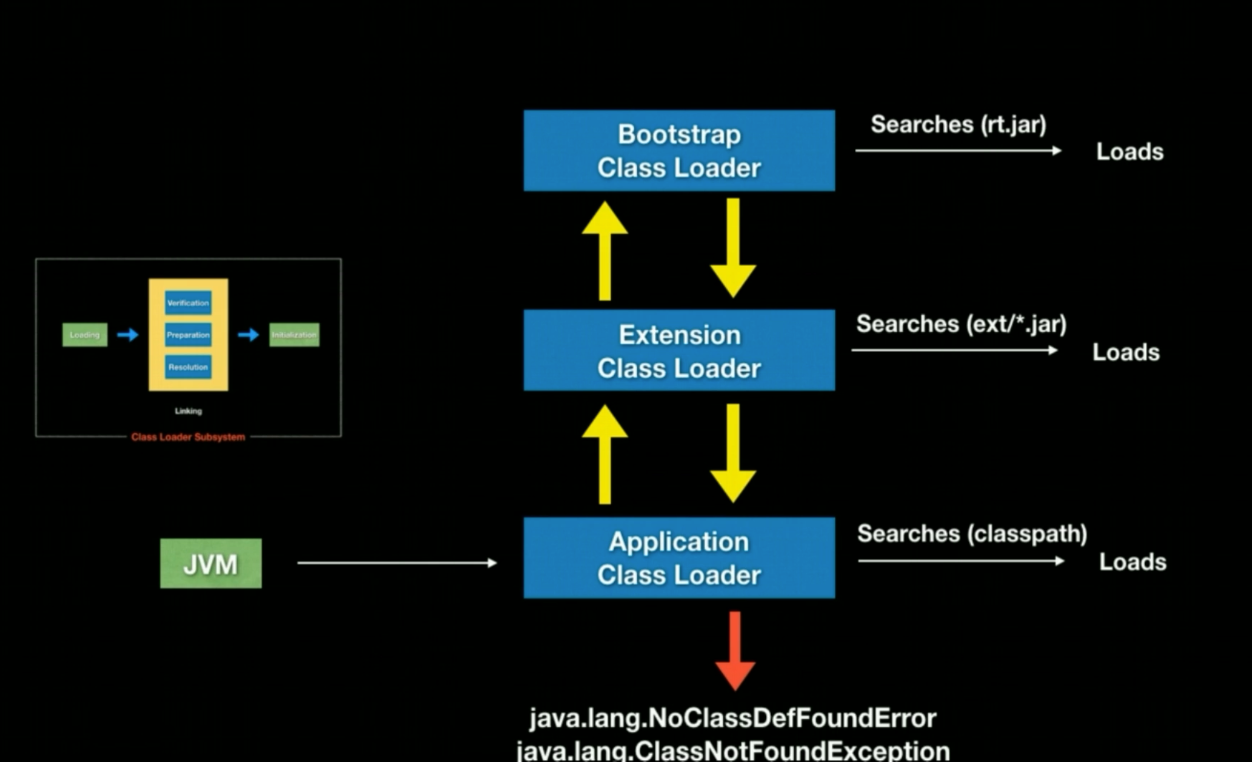 Bootstrap
Class Loader
Searches (rt.jar)
Loads
Extension
Class Loader
Searches (ext/*.jar)
Loads
Loading
Verification
Preparation
Resolution
Initialization
Linking
Class Loader Subsystem
JVM
Application
Class Loader
Searches (classpath)
Loads
java.lang.NoClassDefFoundError
java.lang.ClassNotFoundException